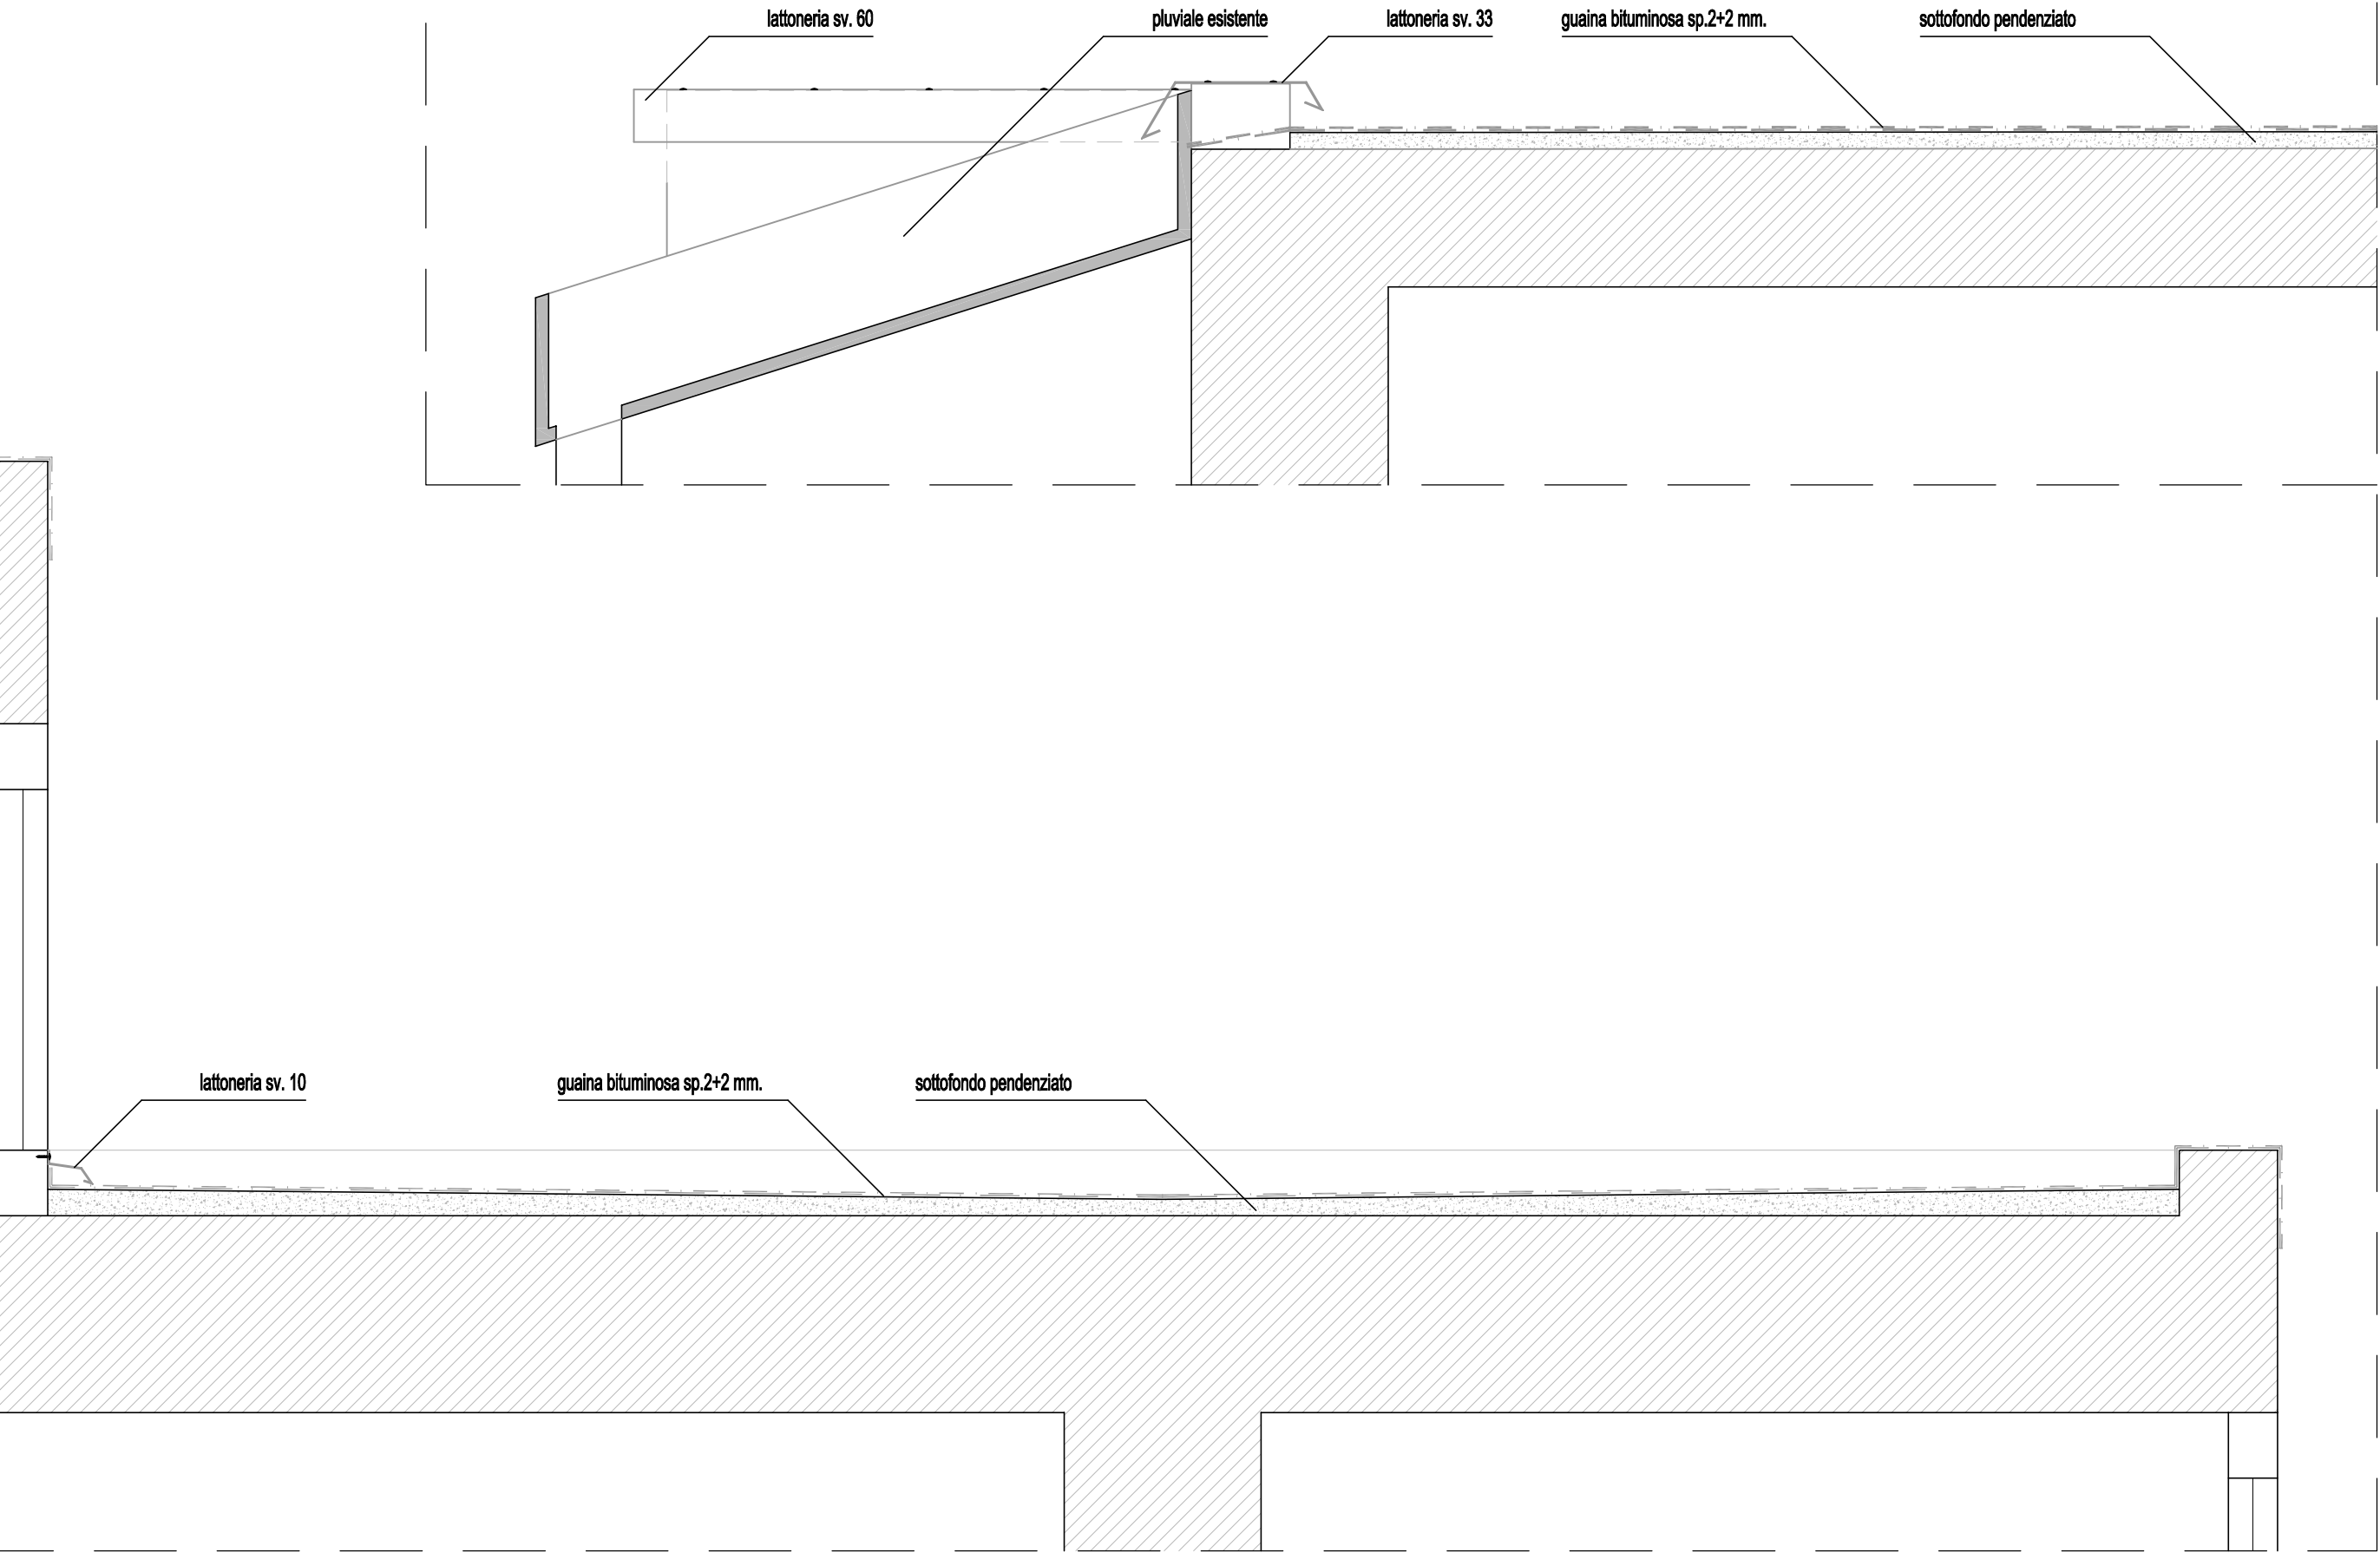 lattoneria sv. 60
pluviale esistente
lattoneria sv. 33
guaina bituminosa sp.2+2 mm.
sottofondo pendenziato
lattoneria sv. 10
guaina bituminosa sp.2+2 mm.
sottofondo pendenziato